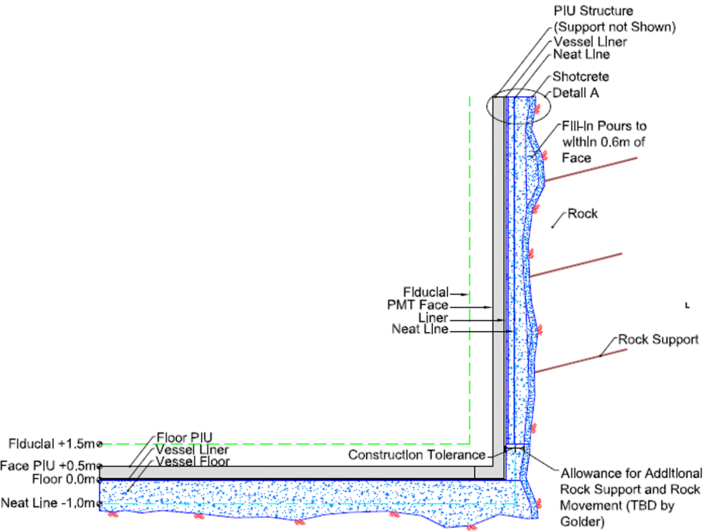 PIU Structure
(Support not Shown)
Vessel Liner
Neat Line
Shotcrete
Detail A
Fill-In Pours to
within 0.6m of
Face
Rock
Fiducial
PMT Face
Liner
Neat Line
L
Rock Support
Fiducial +1.5m
Floor PIU
Vessel Liner
Vessel Floor
Construction Tolerance
Face PIU +0.5m
Floor 0.0m
Neat Line -1.0m
Allowance for Additional
Rock Support and Rock
Movement (TBD by
Golder)